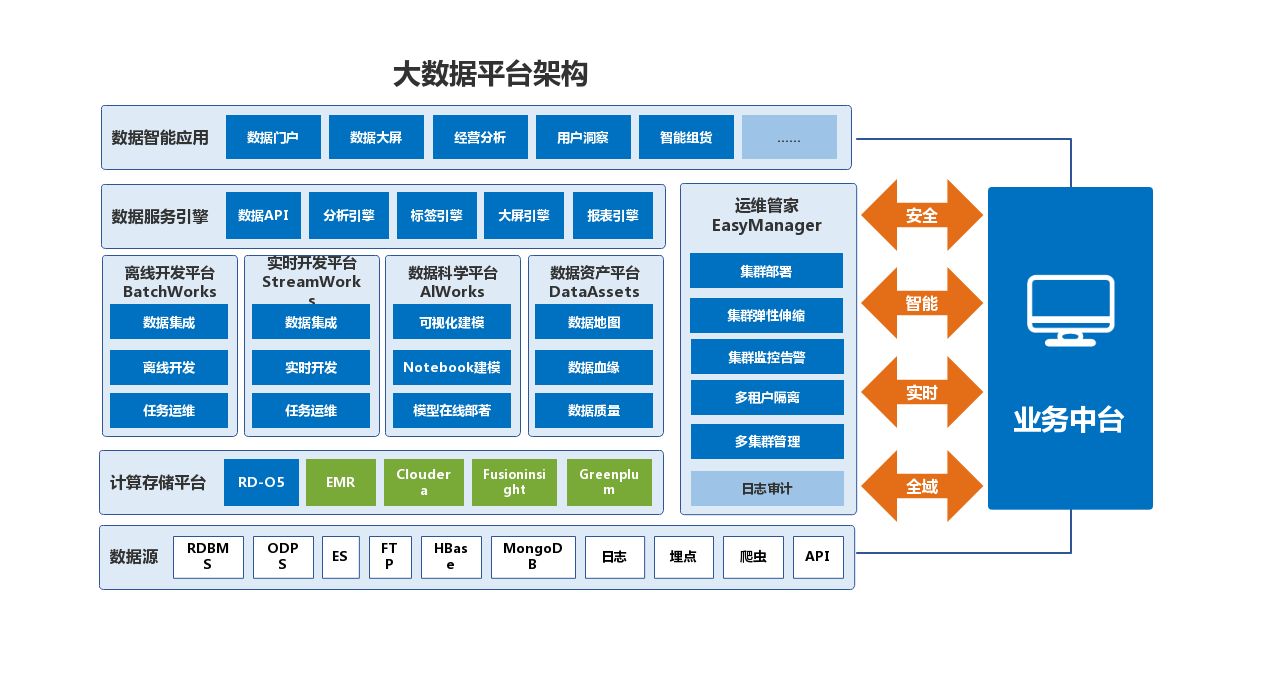 大数据平台架构
数据智能应用
数据门户
数据大屏
经营分析
用户洞察
智能组货
......
数据服务引擎
数据API
分析引擎
标签引擎
大屏引擎
报表引擎
离线开发平台
BatchWorks
数据集成
离线开发
任务运维
实时开发平台
StreamWork
s
数据集成
实时开发
任务运维
数据科学平台
AIWorks
可视化建模
Notebook建模
模型在线部署
数据资产平台
DataAssets
数据地图
数据血缘
数据质量
计算存储平台
RD-O5
EMR
Clouder
a
Fusioninsi
ght
Greenplu
m
数据源
RDBM
S
ODP
S
ES
FT
P
HBas
e
MongoD
B
日志
埋点
爬虫
API
运维管家
EasyManager
集群部署
集群弹性伸缩
集群监控告警
多租户隔离
多集群管理
日志审计
安全
智能
实时
全域
业务中台